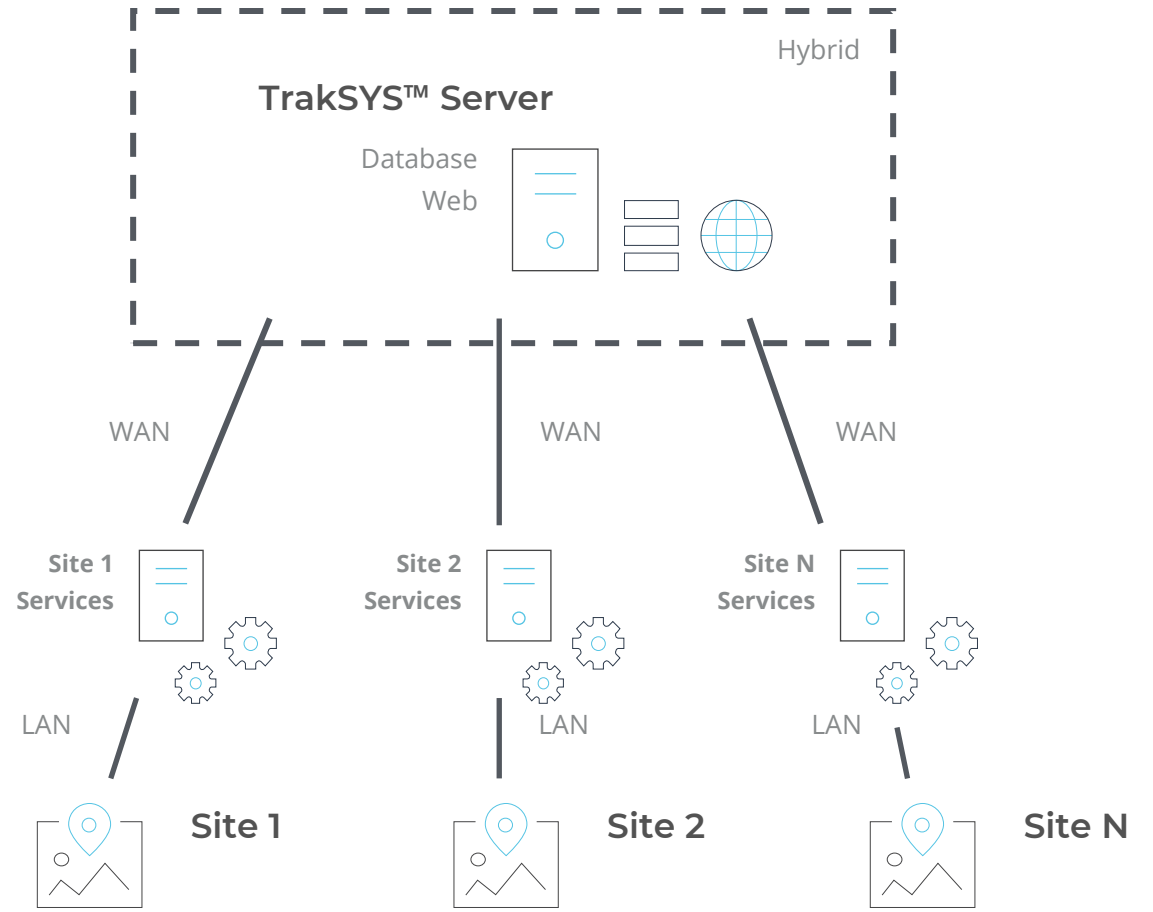 Hybrid
TrakSYS™ Server
Database
Web
WAN
WAN
WAN
Site 1
Services
Site 2
Services
Site N
Services
LAN
LAN
LAN
Site 1
Site 2
Site N